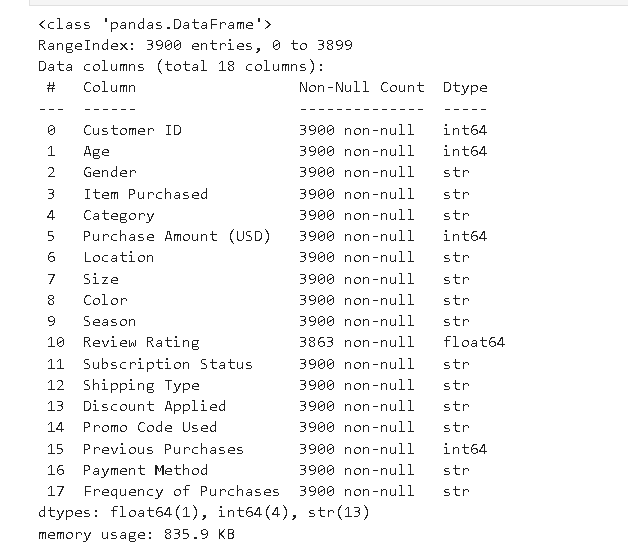 <class 'pandas.DataFrame'>
RangeIndex: 3900 entries, 0 to 3899
Data columns (total 18 columns):
 #   Column                  Non-Null Count  Dtype
---  ------                  --------------  -----
 0   Customer ID             3900 non-null   int64
 1   Age                     3900 non-null   int64
 2   Gender                  3900 non-null   str
 3   Item Purchased          3900 non-null   str
 4   Category                3900 non-null   str
 5   Purchase Amount (USD)   3900 non-null   int64
 6   Location                3900 non-null   str
 7   Size                    3900 non-null   str
 8   Color                   3900 non-null   str
 9   Season                  3900 non-null   str
 10  Review Rating           3863 non-null   float64
 11  Subscription Status     3900 non-null   str
 12  Shipping Type           3900 non-null   str
 13  Discount Applied        3900 non-null   str
 14  Promo Code Used         3900 non-null   str
 15  Previous Purchases      3900 non-null   int64
 16  Payment Method          3900 non-null   str
 17  Frequency of Purchases  3900 non-null   str
dtypes: float64(1), int64(4), str(13)
memory usage: 835.9 KB